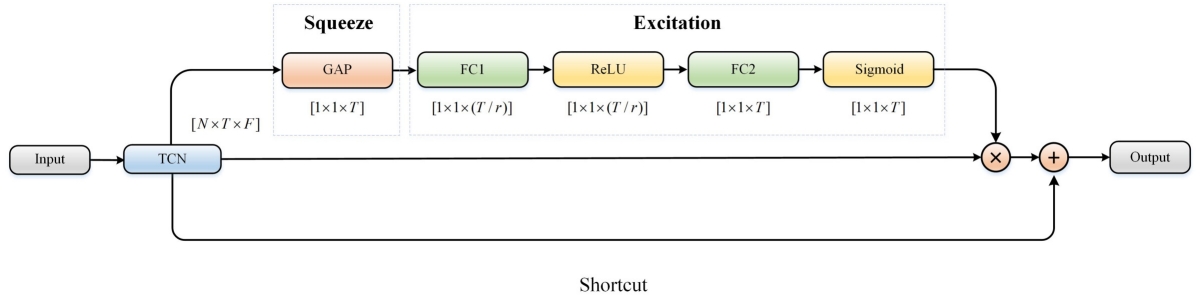 Squeeze Excitation
GAP FC1 ReLU FC2 Sigmoid
[1×1×T] [1×1×(T/r)] [1×1×(T/r)] [1×1×T] [1×1×T]
[N×T×F]
Input TCN × + Output
Shortcut